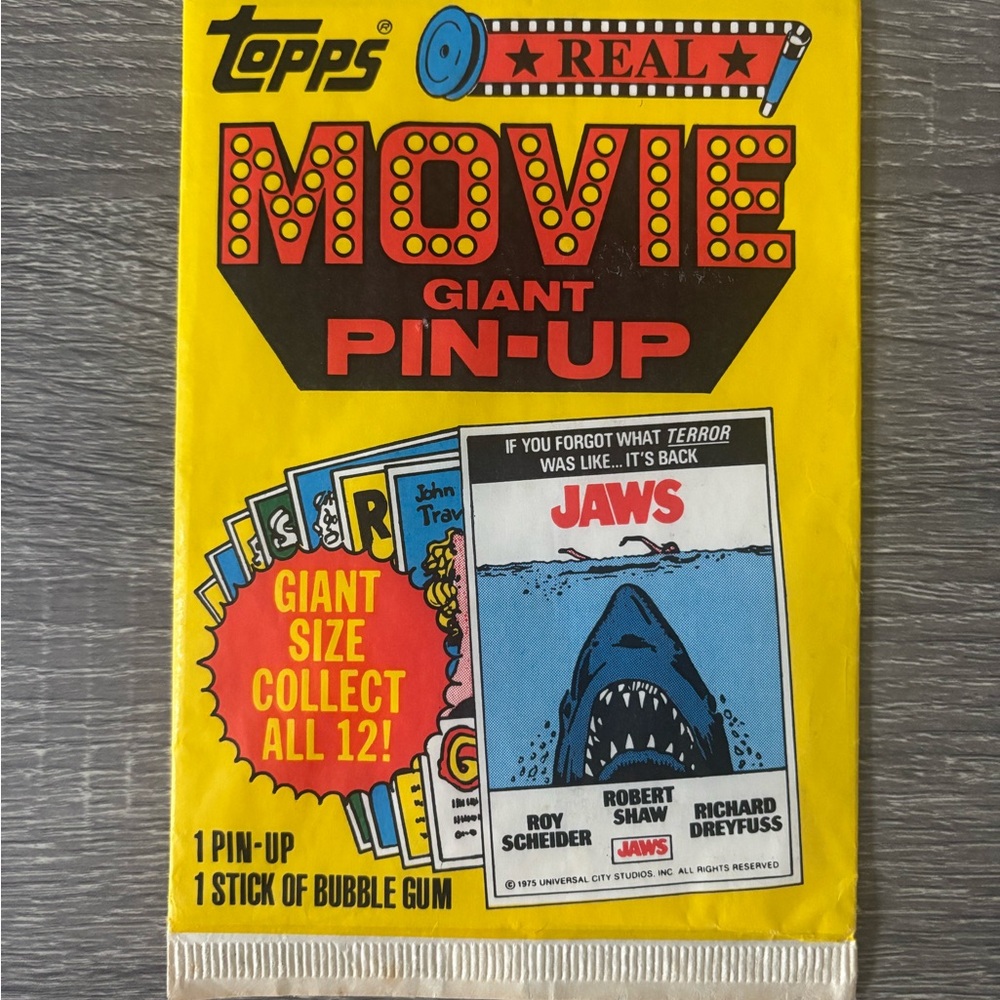 Topps®
★ REAL ★
MOVIE
GIANT
PIN-UP
IF YOU FORGOT WHAT TERROR
WAS LIKE... IT'S BACK
JAWS
John
Trav
S
R
GIANT
SIZE
COLLECT
ALL 12!
G
ROY
SCHEIDER
ROBERT
SHAW
RICHARD
DREYFUSS
JAWS
© 1975 UNIVERSAL CITY STUDIOS, INC. ALL RIGHTS RESERVED
1 PIN-UP
1 STICK OF BUBBLE GUM